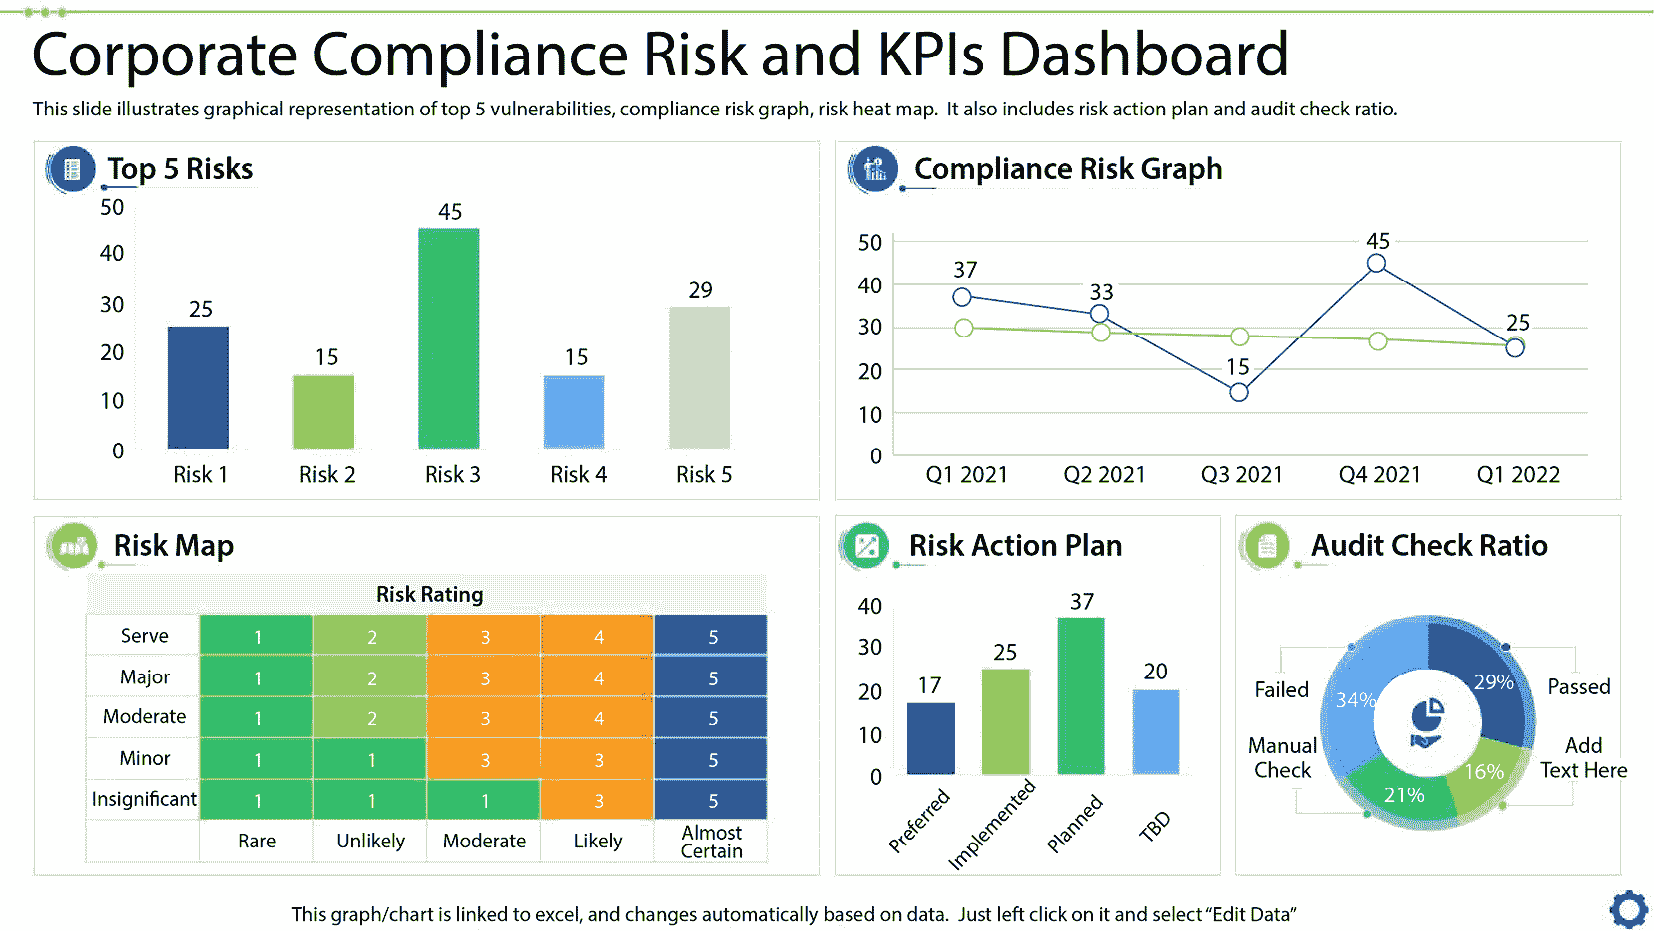 Corporate Compliance Risk and KPIs Dashboard
This slide illustrates graphical representation of top 5 vulnerabilities, compliance risk graph, risk heat map.  It also includes risk action plan and audit check ratio.
Top 5 Risks
50
40
30
20
10
0
25
15
45
15
29
Risk 1
Risk 2
Risk 3
Risk 4
Risk 5
Compliance Risk Graph
50
40
30
20
10
0
37
33
15
45
25
Q1 2021
Q2 2021
Q3 2021
Q4 2021
Q1 2022
Risk Map
Risk Rating
Serve 1 2 3 4 5
Major 1 2 3 4 5
Moderate 1 2 3 4 5
Minor 1 1 3 3 5
Insignificant 1 1 1 3 5
Rare
Unlikely
Moderate
Likely
Almost
Certain
Risk Action Plan
40
30
20
10
0
17
25
37
20
Preferred
Implemented
Planned
TBD
Audit Check Ratio
Failed
34%
29%
Passed
Manual
Check
21%
16%
Add
Text Here
This graph/chart is linked to excel, and changes automatically based on data.  Just left click on it and select “Edit Data”